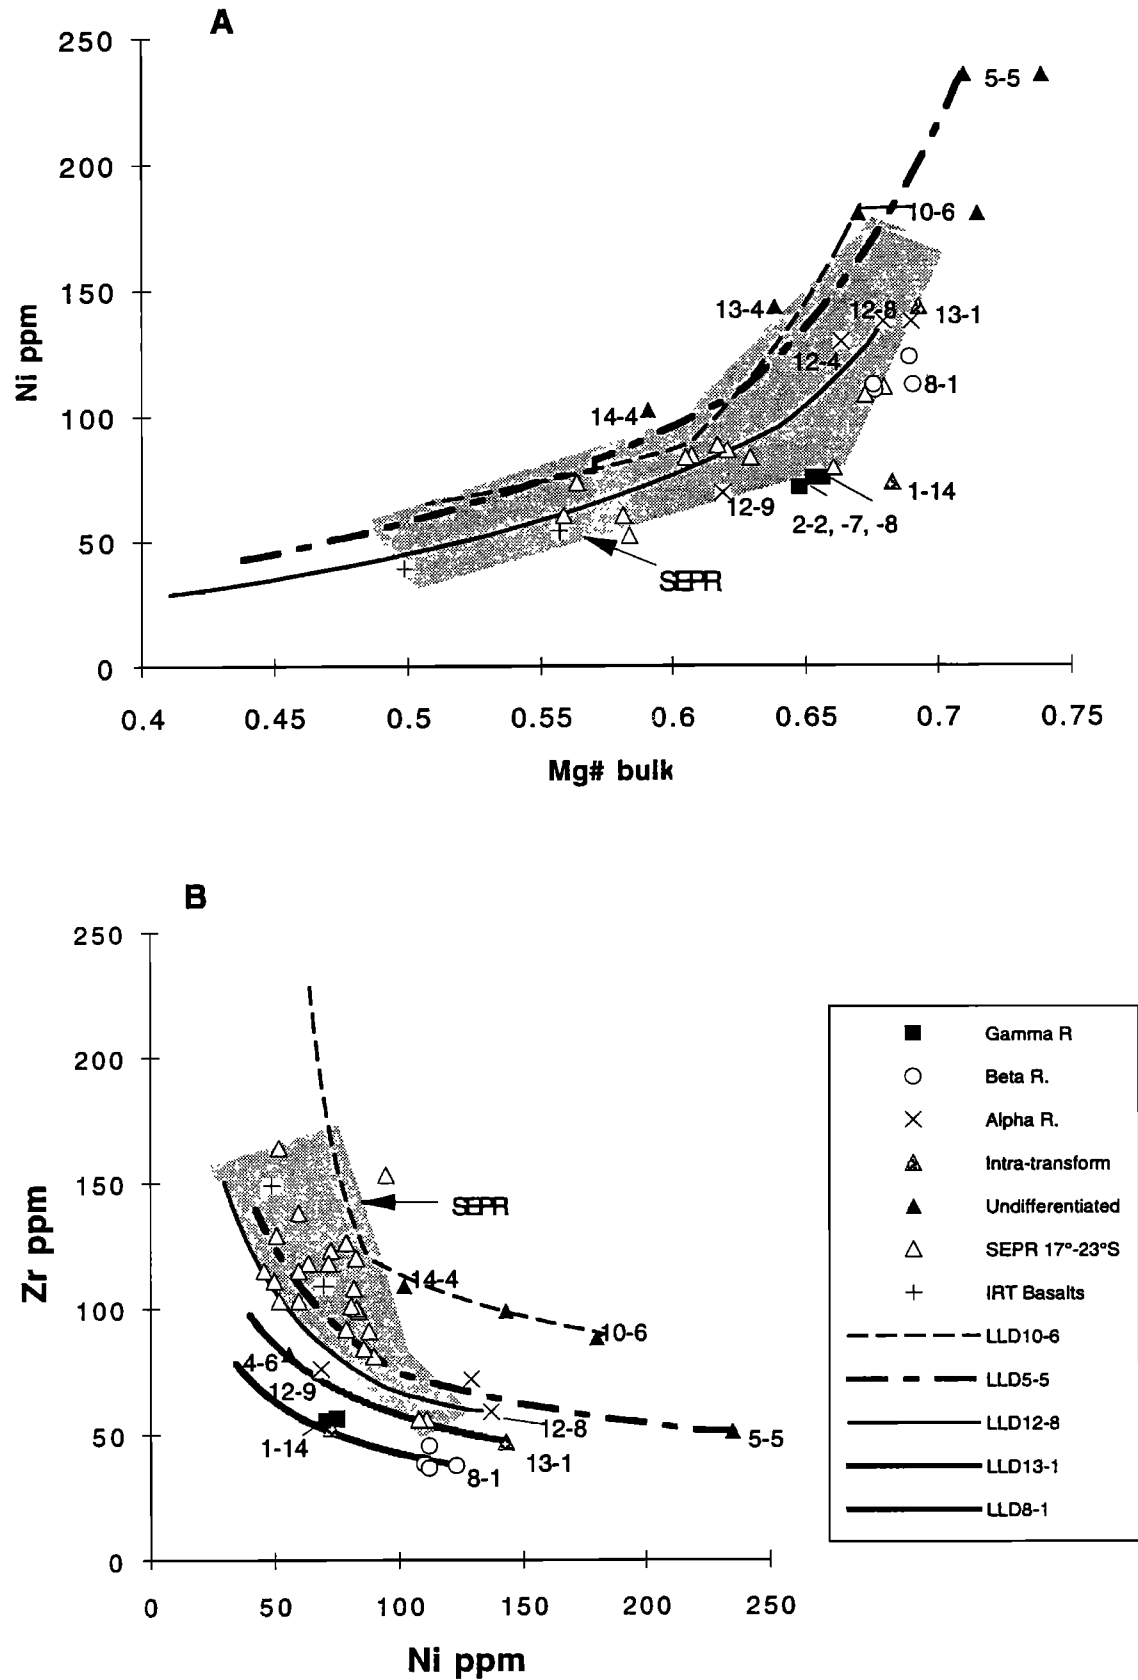 A
250
200
150
100
50
0
Ni ppm
5-5
10-6
13-4
12-8
13-1
12-4
8-1
14-4
1-14
12-9
2-2, -7, -8
SEPR
0.4 0.45 0.5 0.55 0.6 0.65 0.7 0.75
Mg# bulk
B
250
200
150
100
50
0
Zr ppm
SEPR
14-4
10-6
4-6
12-9
12-8
5-5
1-14
13-1
8-1
0 50 100 150 200 250
Ni ppm
Gamma R
Beta R.
Alpha R.
Intra-transform
Undifferentiated
SEPR 17°-23°S
IRT Basalts
LLD10-6
LLD5-5
LLD12-8
LLD13-1
LLD8-1